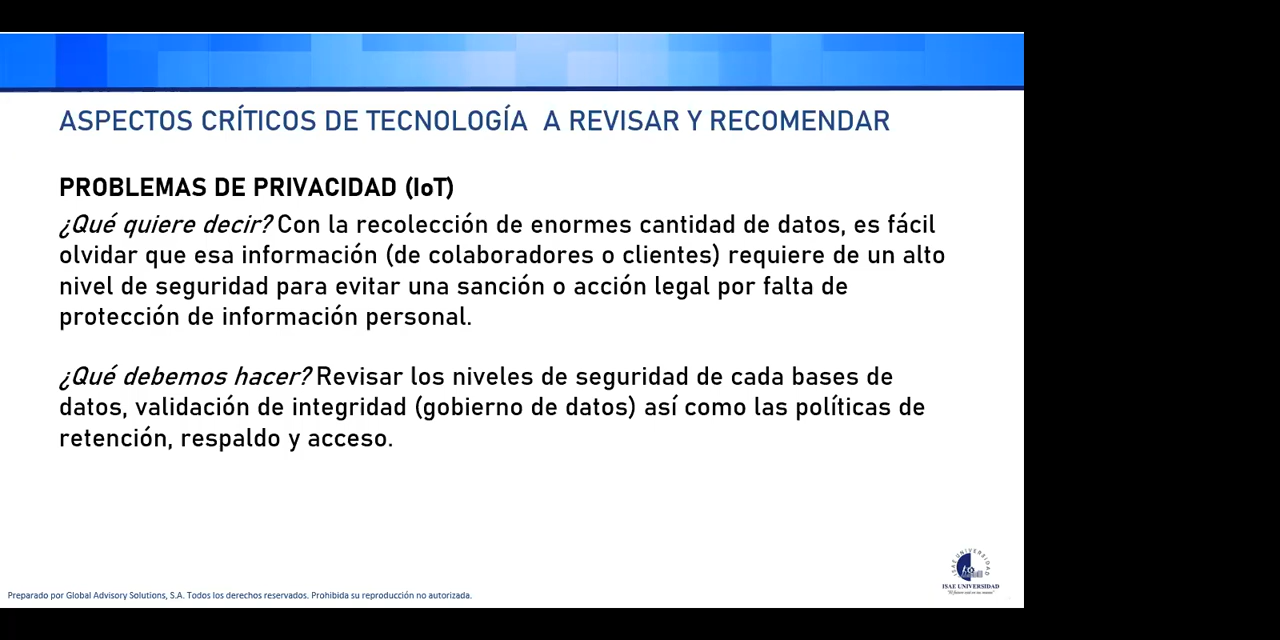 ASPECTOS CRÍTICOS DE TECNOLOGÍA A REVISAR Y RECOMENDAR
PROBLEMAS DE PRIVACIDAD (IoT)
¿Qué quiere decir? Con la recolección de enormes cantidad de datos, es fácil
olvidar que esa información (de colaboradores o clientes) requiere de un alto
nivel de seguridad para evitar una sanción o acción legal por falta de
protección de información personal.
¿Qué debemos hacer? Revisar los niveles de seguridad de cada bases de
datos, validación de integridad (gobierno de datos) así como las políticas de
retención, respaldo y acceso.
ISAE UNIVERSIDAD
ISAE UNIVERSIDAD
Preparado por Global Advisory Solutions, S.A. Todos los derechos reservados. Prohibida su reproducción no autorizada.